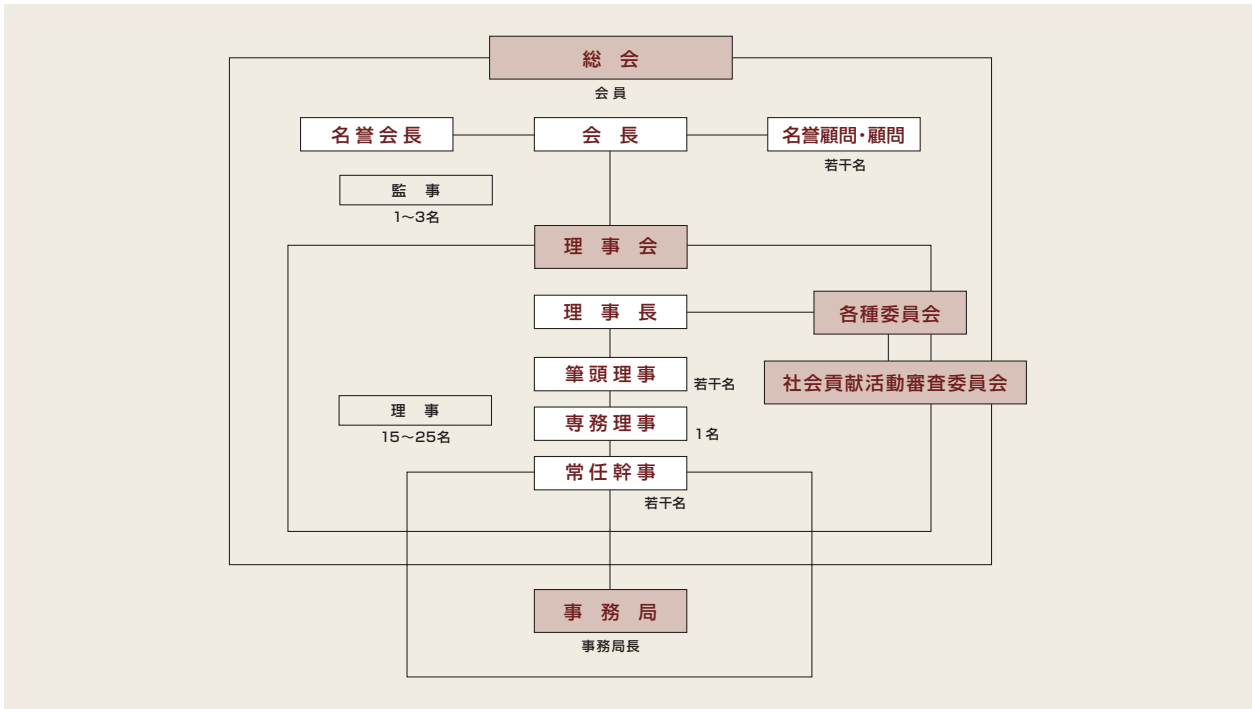 総会
会員
名誉会長
会長
名誉顧問・顧問
若干名
監事
1〜3名
理事会
理事長
各種委員会
筆頭理事
若干名
社会貢献活動審査委員会
理事
15〜25名
専務理事
1名
常任幹事
若干名
事務局
事務局長